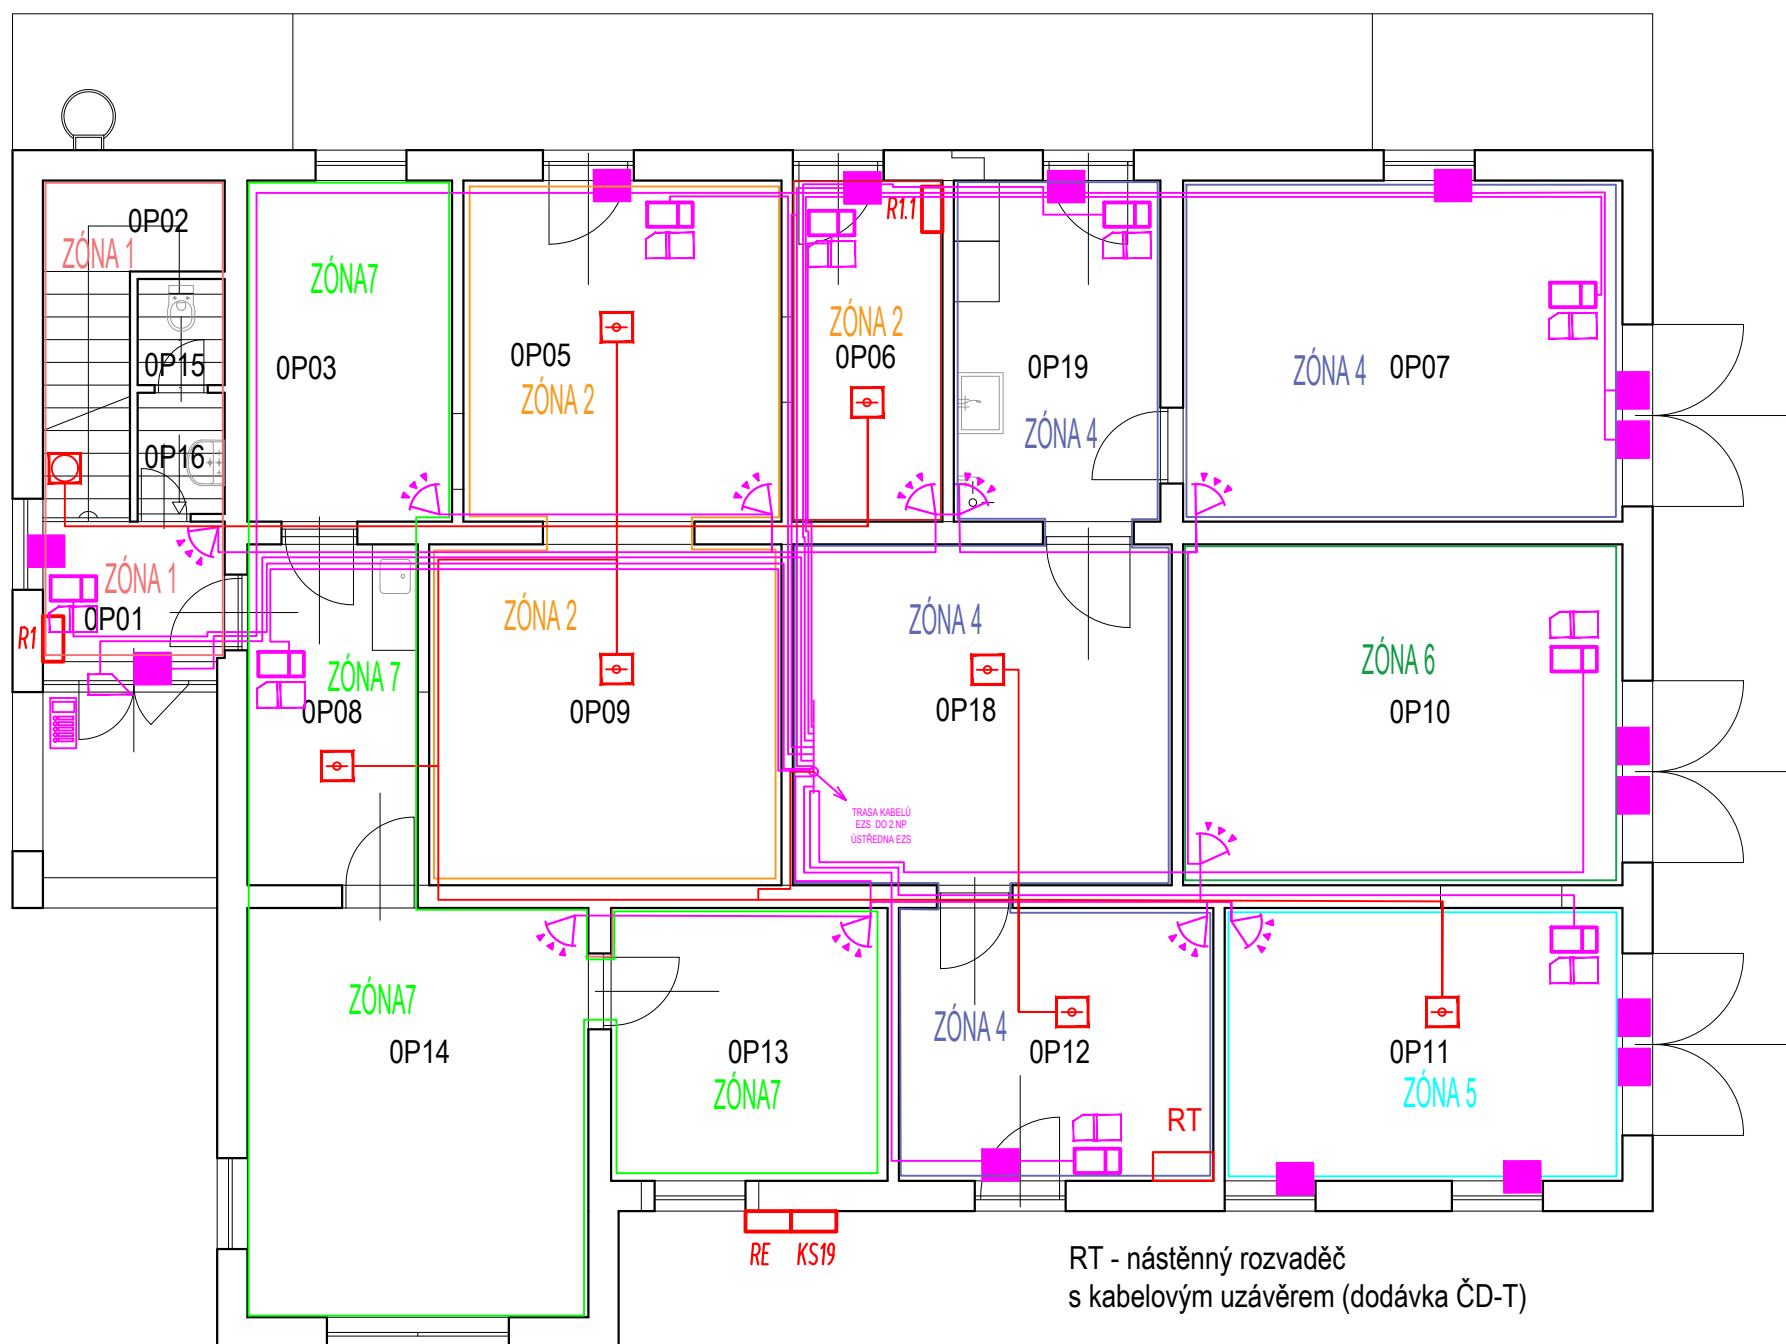 0P02
ZÓNA 1
0P15
0P16
ZÓNA 1
0P01
R1
ZÓNA7
0P03
0P05
ZÓNA 2
R1.1
ZÓNA 2
0P06
0P19
ZÓNA 4
ZÓNA 4
0P07
ZÓNA 7
0P08
ZÓNA 2
0P09
ZÓNA 4
0P18
TRASA KABELŮ
EZS DO 2.NP
ÚSTŘEDNA EZS
ZÓNA 6
0P10
ZÓNA7
0P14
0P13
ZÓNA7
ZÓNA 4
0P12
RT
0P11
ZÓNA 5
RE
KS19
RT - nástěnný rozvaděč
s kabelovým uzávěrem (dodávka ČD-T)